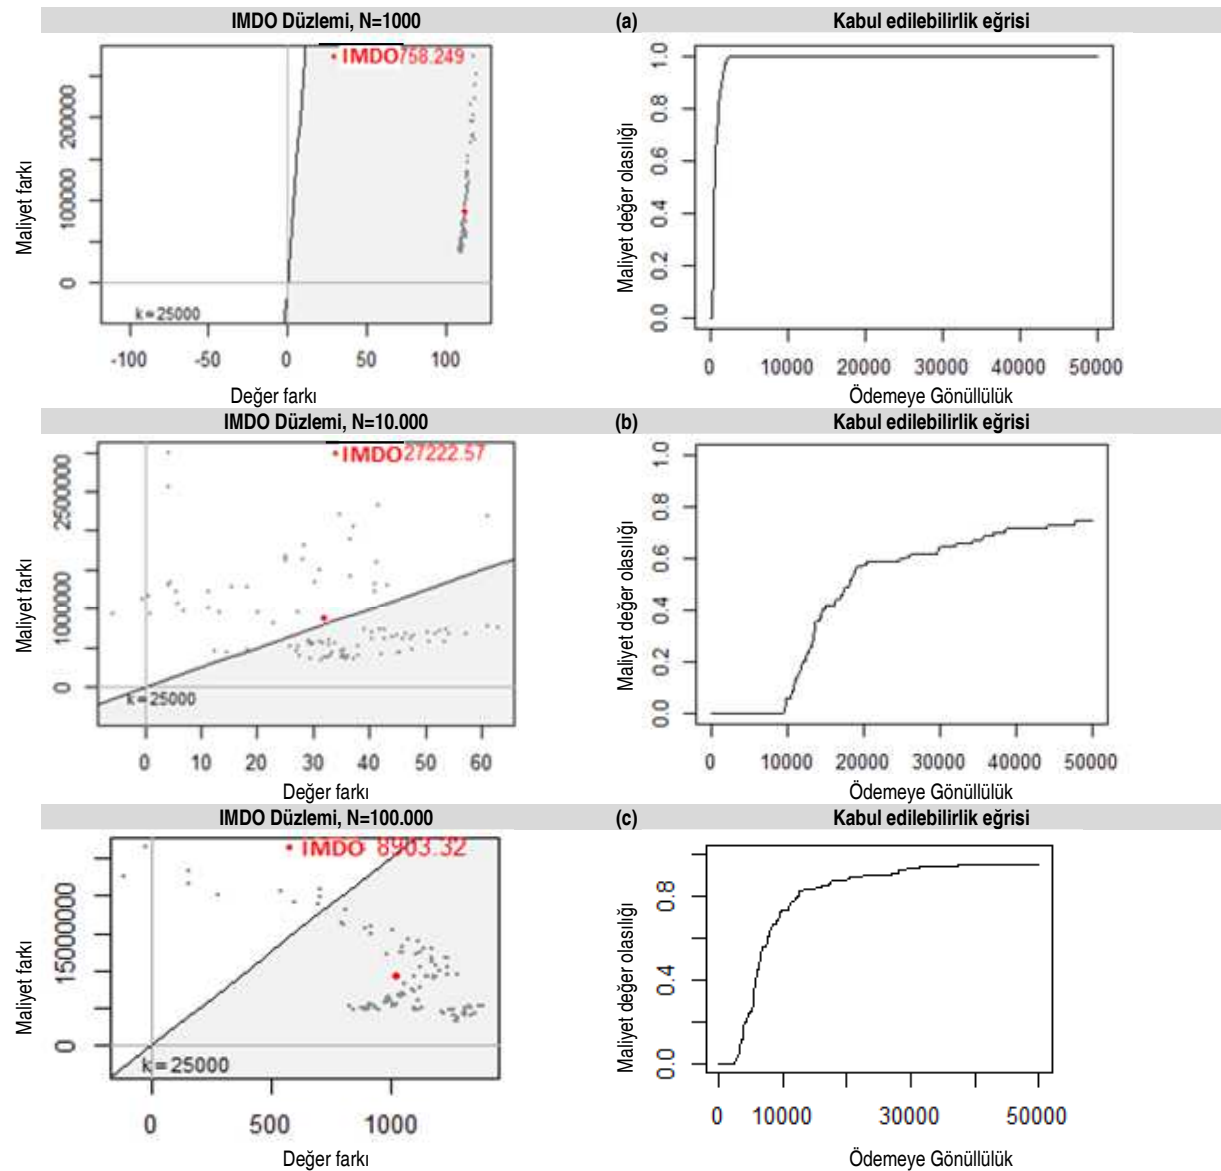 IMDO Düzlemi, N=1000 (a) Kabul edilebilirlik eğrisi
IMDO 758.249
Maliyet farkı
0 100000 200000
k=25000
-100 -50 0 50 100
Değer farkı
Maliyet değer olasılığı
0.0 0.2 0.4 0.6 0.8 1.0
0 10000 20000 30000 40000 50000
Ödemeye Gönüllülük
IMDO Düzlemi, N=10.000 (b) Kabul edilebilirlik eğrisi
IMDO 27222.57
Maliyet farkı
0 1000000 2500000
k=25000
0 10 20 30 40 50 60
Değer farkı
Maliyet değer olasılığı
0.0 0.2 0.4 0.6 0.8 1.0
0 10000 20000 30000 40000 50000
Ödemeye Gönüllülük
IMDO Düzlemi, N=100.000 (c) Kabul edilebilirlik eğrisi
IMDO 8903.32
Maliyet farkı
0 15000000
k=25000
0 500 1000
Değer farkı
Maliyet değer olasılığı
0.0 0.4 0.8
0 10000 30000 50000
Ödemeye Gönüllülük